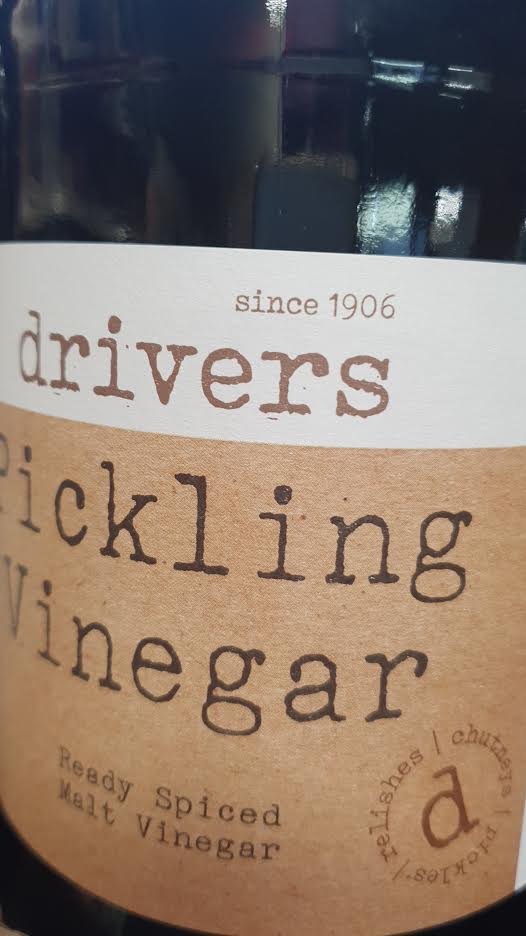 since 1906
drivers
Pickling
Vinegar
Ready Spiced
Malt Vinegar
relishes | chutneys | pickles |
d